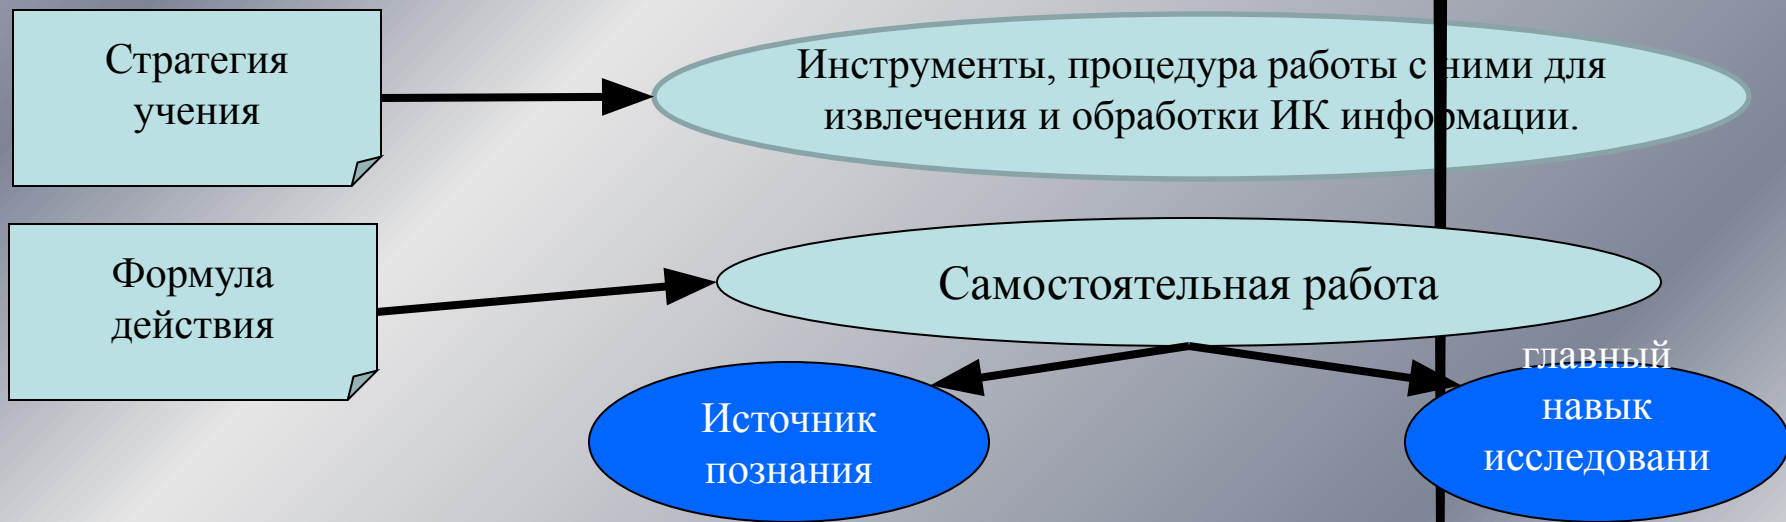 Стратегия
учения
Инструменты, процедура работы с ними для
извлечения и обработки ИК информации.
Формула
действия
Самостоятельная работа
Источник
познания
главный
навык
исследовани